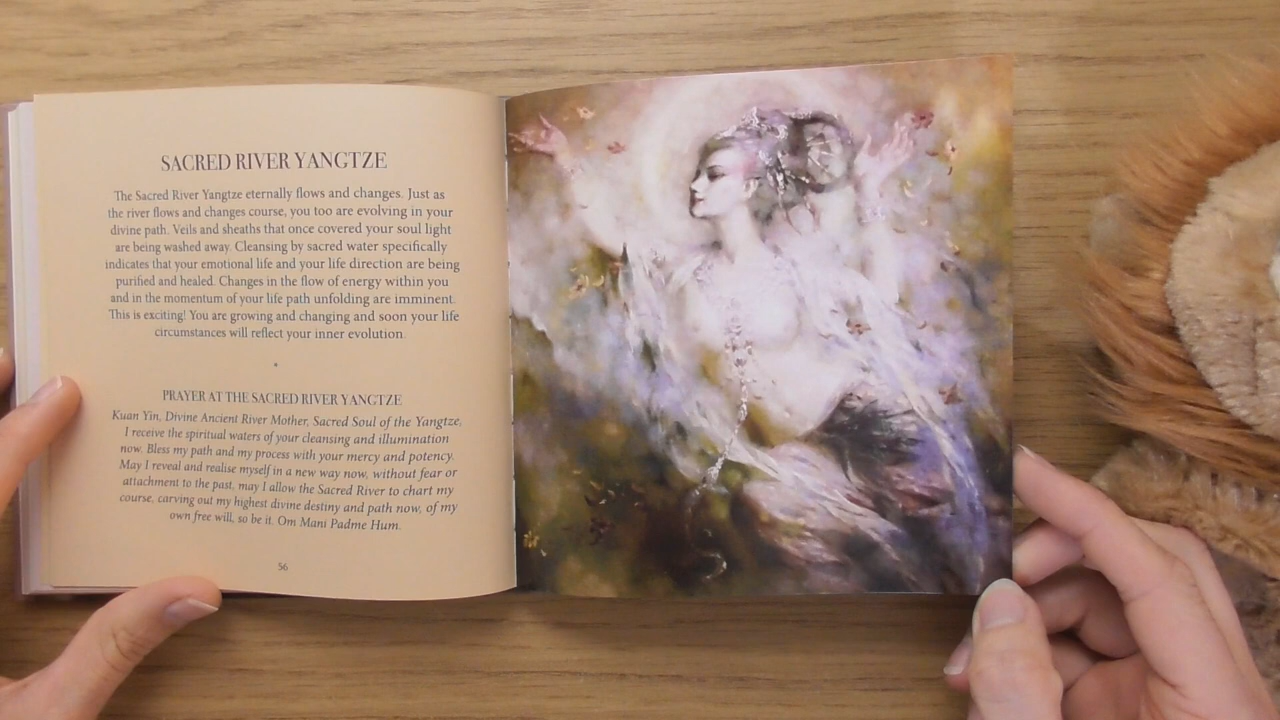 SACRED RIVER YANGTZE
The Sacred River Yangtze eternally flows and changes. Just as
the river flows and changes course, you too are evolving in your
divine path. Veils and sheaths that once covered your soul light
are being washed away. Cleansing by sacred water specifically
indicates that your emotional life and your life direction are being
purified and healed. Changes in the flow of energy within you
and in the momentum of your life path unfolding are imminent.
This is exciting! You are growing and changing and soon your life
circumstances will reflect your inner evolution.
*
PRAYER AT THE SACRED RIVER YANGTZE
Kuan Yin, Divine Ancient River Mother, Sacred Soul of the Yangtze,
I receive the spiritual waters of your cleansing and illumination
now. Bless my path and my process with your mercy and potency.
May I reveal and realise myself in a new way now, without fear or
attachment to the past, may I allow the Sacred River to chart my
course, carving out my highest divine destiny and path now, of my
own free will, so be it. Om Mani Padme Hum.
56